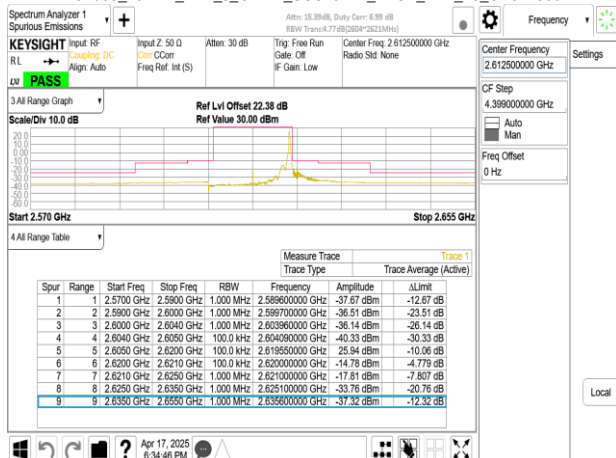 Spectrum Analyzer 1
Spurious Emissions
Attn: 15.39dB, Duty Corr: 6.99 dB
RBW Trans:4.77dB(2604~2621MHz)
Frequency
KEYSIGHT Input: RF Input Z: 50 Ω Atten: 30 dB Trig: Free Run Center Freq: 2.612500000 GHz
RL Coupling: DC Corr CCorr Gate: Off Radio Std: None
Align: Auto Freq Ref: Int (S) IF Gain: Low
LXI PASS
Center Frequency
2.612500000 GHz
Settings
CF Step
4.399000000 GHz
Auto
Man
Freq Offset
0 Hz
3 All Range Graph
Ref Lvl Offset 22.38 dB
Scale/Div 10.0 dB Ref Value 30.00 dBm
20.0
10.0
0.00
-10.0
-20.0
-30.0
-40.0
-50.0
-60.0
Start 2.570 GHz Stop 2.655 GHz
4 All Range Table
Measure Trace Trace 1
Trace Type Trace Average (Active)
Spur Range Start Freq Stop Freq RBW Frequency Amplitude ΔLimit
1 1 2.5700 GHz 2.5900 GHz 1.000 MHz 2.589600000 GHz -37.67 dBm -12.67 dB
2 2 2.5900 GHz 2.6000 GHz 1.000 MHz 2.599700000 GHz -36.51 dBm -23.51 dB
3 3 2.6000 GHz 2.6040 GHz 1.000 MHz 2.603960000 GHz -36.14 dBm -26.14 dB
4 4 2.6040 GHz 2.6050 GHz 100.0 kHz 2.604090000 GHz -40.33 dBm -30.33 dB
5 5 2.6050 GHz 2.6200 GHz 100.0 kHz 2.619550000 GHz 25.94 dBm -10.06 dB
6 6 2.6200 GHz 2.6210 GHz 100.0 kHz 2.620000000 GHz -14.78 dBm -4.779 dB
7 7 2.6210 GHz 2.6250 GHz 1.000 MHz 2.621000000 GHz -17.81 dBm -7.807 dB
8 8 2.6250 GHz 2.6350 GHz 1.000 MHz 2.625100000 GHz -33.76 dBm -20.76 dB
9 9 2.6350 GHz 2.6550 GHz 1.000 MHz 2.635600000 GHz -37.32 dBm -12.32 dB
Local
Apr 17, 2025
6:34:46 PM